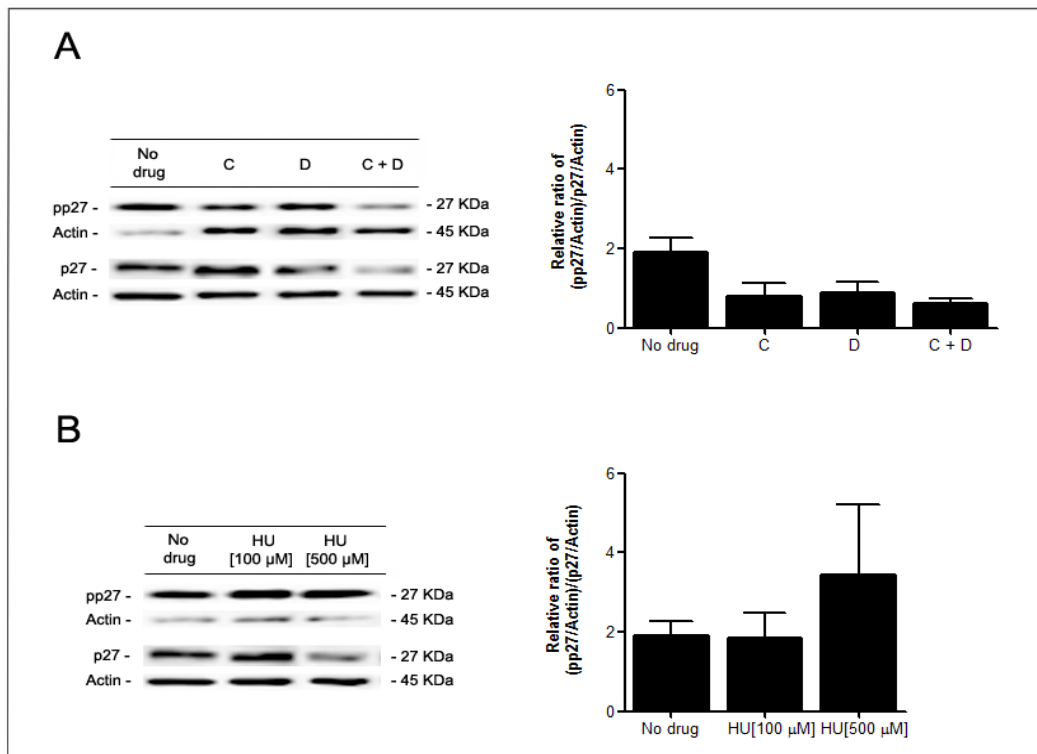 A
No drug C D C + D
pp27 - - 27 KDa
Actin - - 45 KDa
p27 - - 27 KDa
Actin - - 45 KDa
Relative ratio of
(pp27/Actin)/p27/Actin)
6
4
2
0
No drug C D C + D
B
No drug HU [100 µM] HU [500 µM]
pp27 - - 27 KDa
Actin - - 45 KDa
p27 - - 27 KDa
Actin - - 45 KDa
Relative ratio of
(pp27/Actin)/(p27/Actin)
6
4
2
0
No drug HU[100 µM] HU[500 µM]